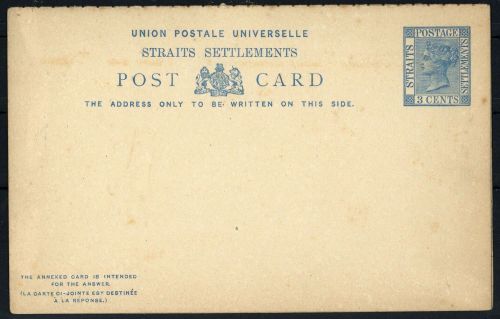 UNION POSTALE UNIVERSELLE
STRAITS SETTLEMENTS
POST CARD
THE ADDRESS ONLY TO BE WRITTEN ON THIS SIDE.
POSTAGE
STRAITS
SETTLEMENTS
3 CENTS
THE ANNEXED CARD IS INTENDED
FOR THE ANSWER.
(LA CARTE CI-JOINTE EST DESTINÉE
À LA RÉPONSE.)